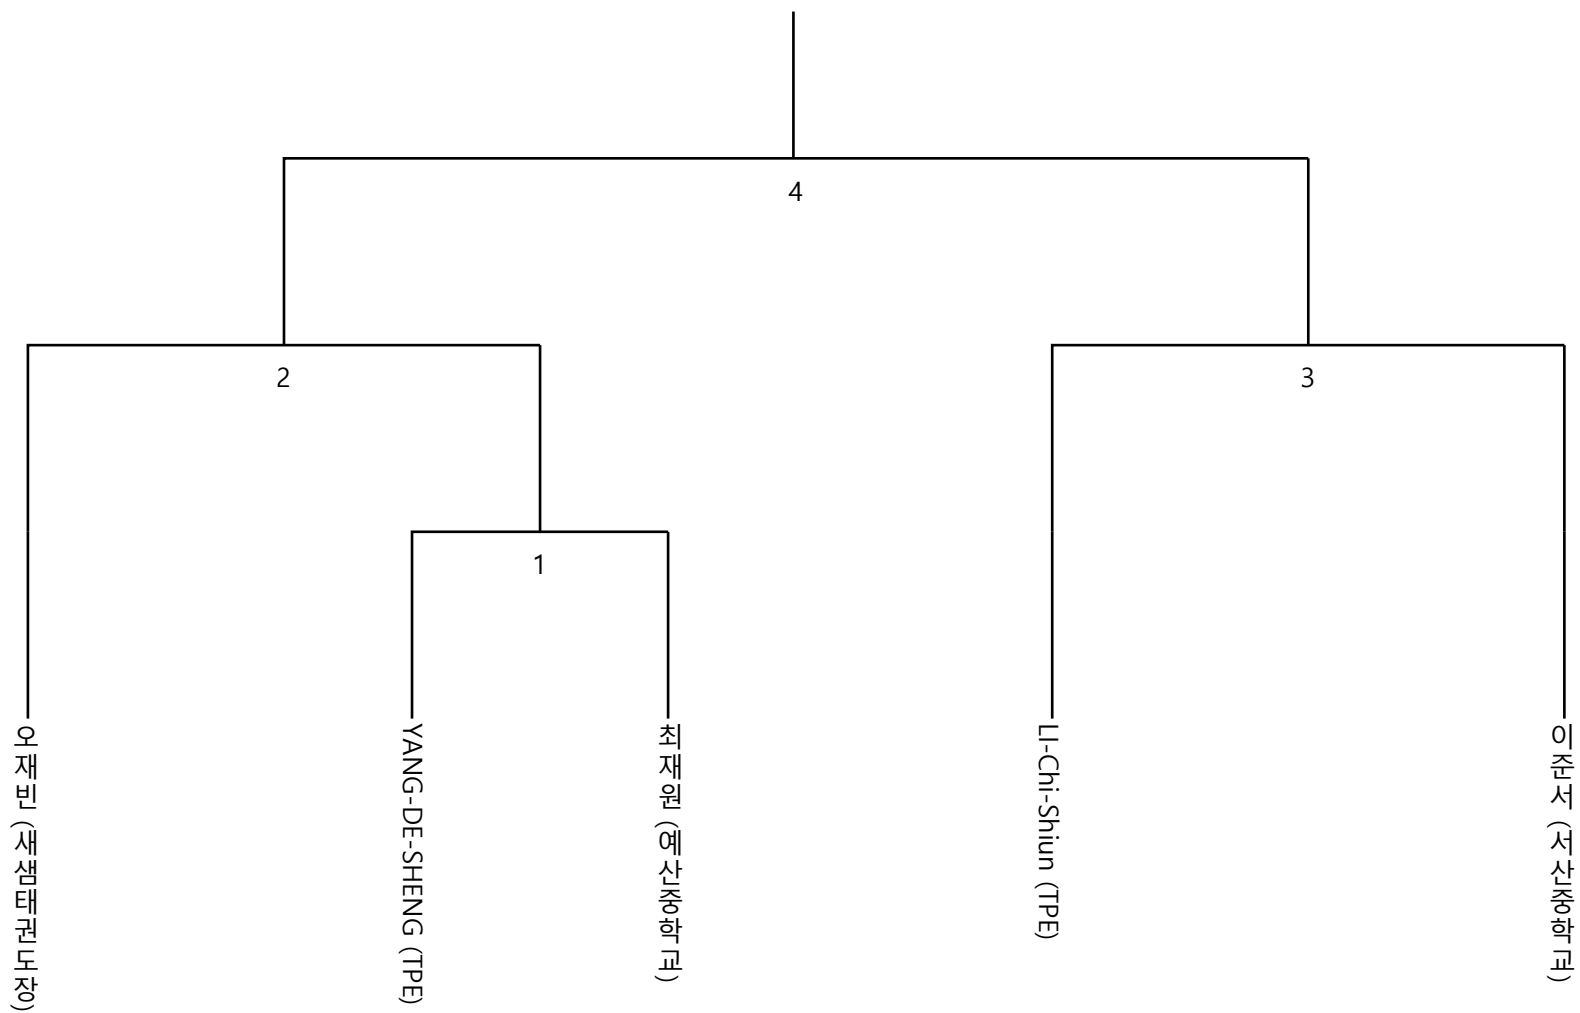 4
2
3
1
오재빈 (새샘태권도장)
YANG-DE-SHENG (TPE)
최재원 (예산중학교)
LI-Chi-Shiun (TPE)
이준서 (서산중학교)